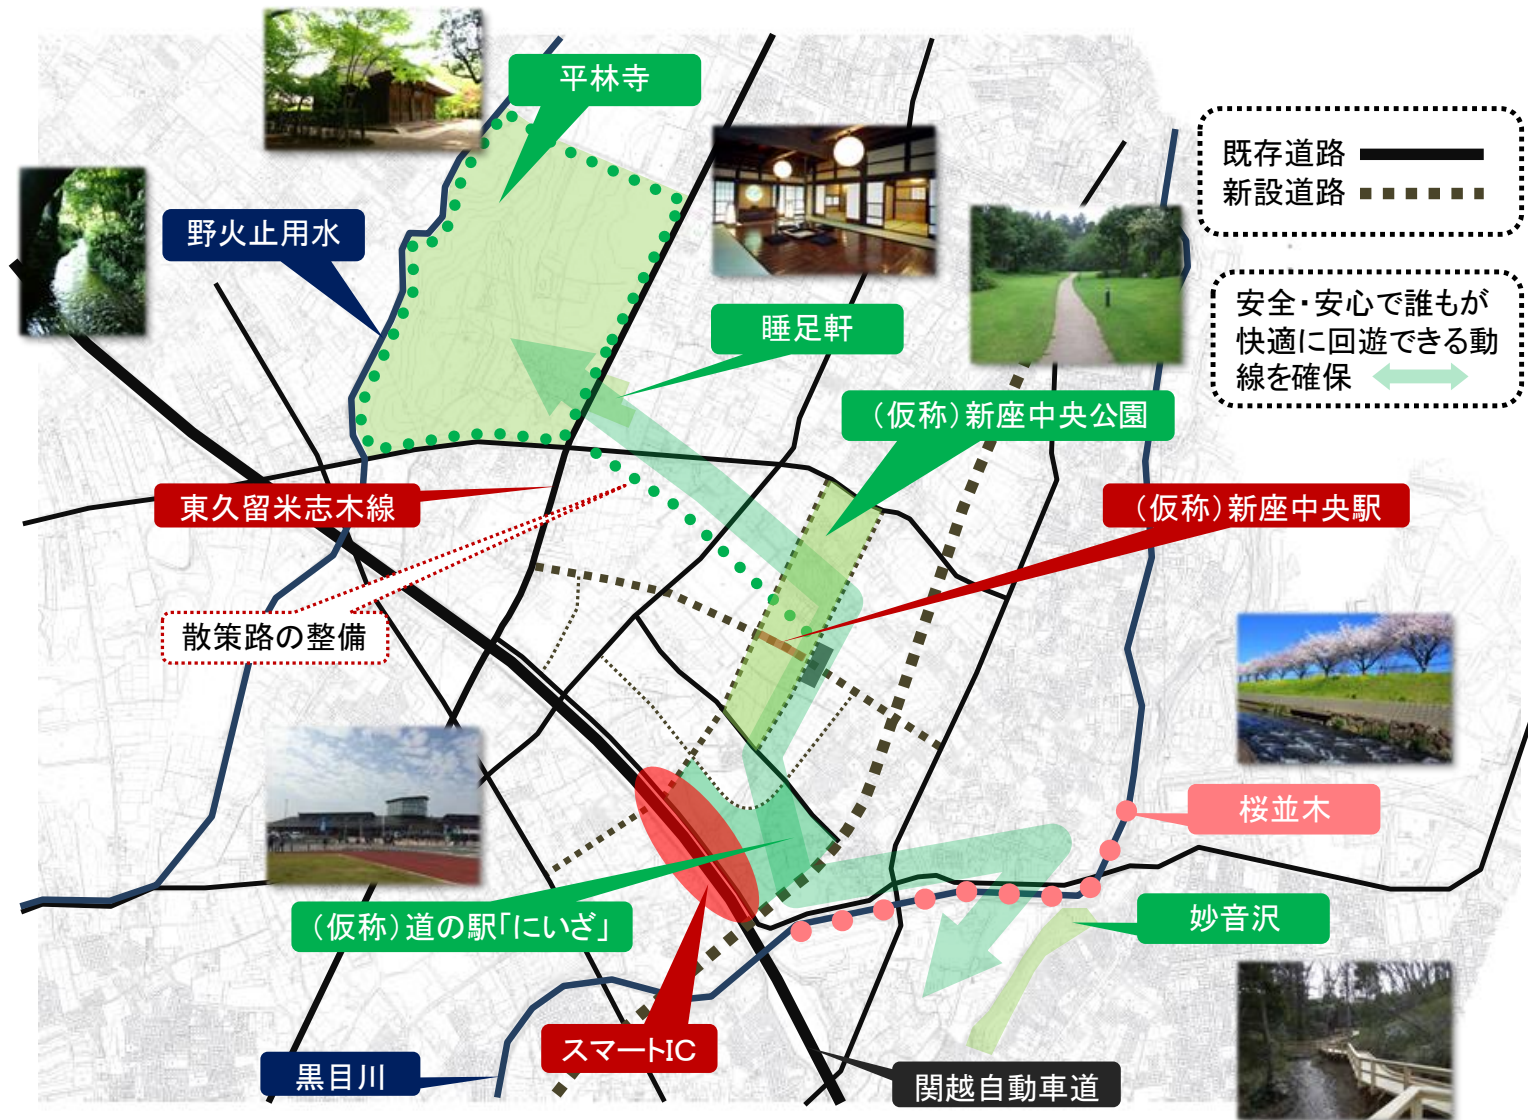 平林寺
既存道路
新設道路
野火止用水
安全・安心で誰もが
快適に回遊できる動
線を確保
睡足軒
（仮称）新座中央公園
東久留米志木線
（仮称）新座中央駅
散策路の整備
桜並木
（仮称）道の駅「にいざ」
妙音沢
スマートIC
黒目川
関越自動車道